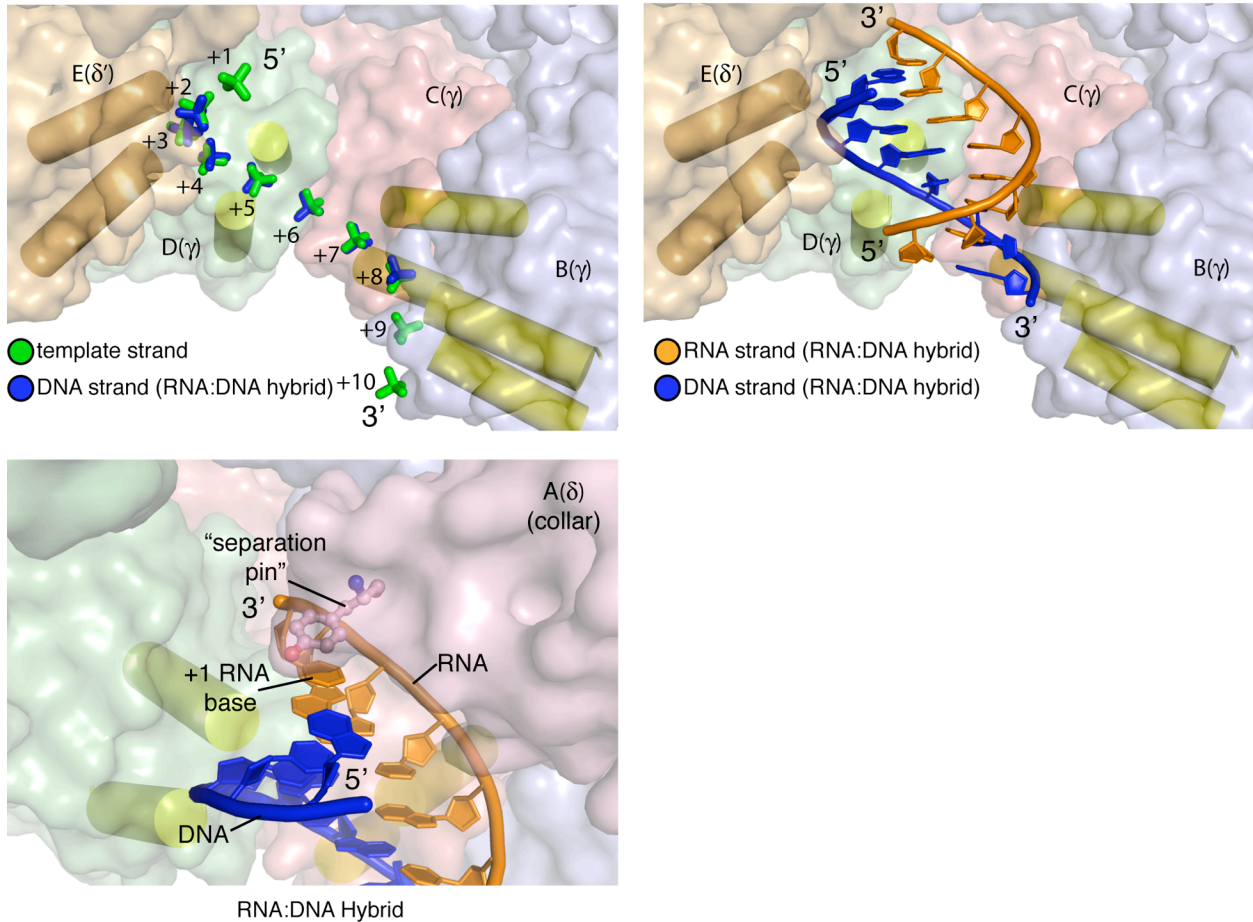 E(δ’)
+1
5’
+2
C(γ)
+3
+4
+5
+6
D(γ)
+7
+8
B(γ)
+9
template strand
DNA strand (RNA:DNA hybrid)
+10
3’
3’
E(δ’)
5’
C(γ)
D(γ)
5’
B(γ)
3’
RNA strand (RNA:DNA hybrid)
DNA strand (RNA:DNA hybrid)
A(δ)
(collar)
“separation
pin”
3’
+1 RNA
base
RNA
5’
DNA
RNA:DNA Hybrid